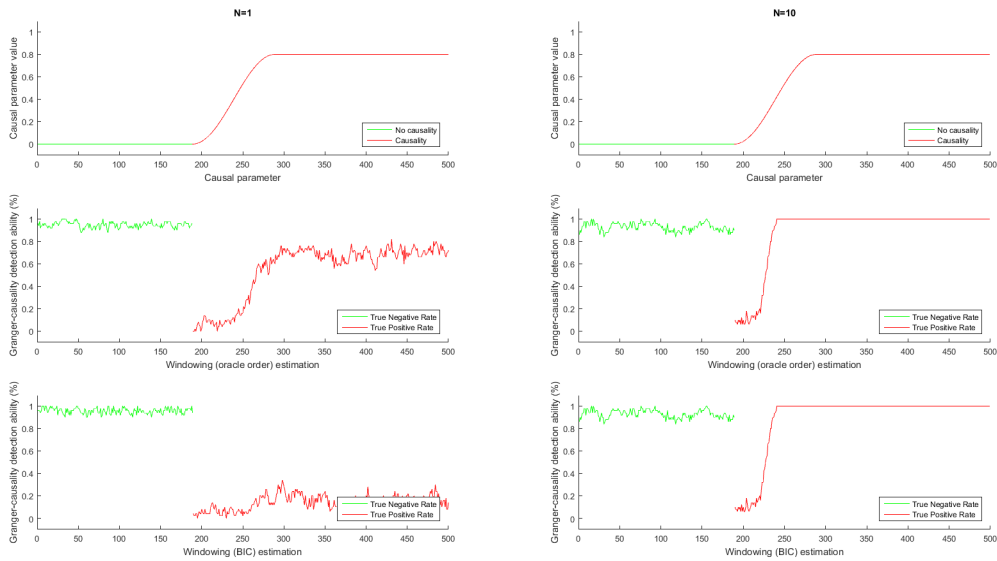 N=1
Causal parameter value
1
0.8
0.6
0.4
0.2
0
0 50 100 150 200 250 300 350 400 450 500
No causality
Causality
Causal parameter
N=10
Causal parameter value
1
0.8
0.6
0.4
0.2
0
0 50 100 150 200 250 300 350 400 450 500
No causality
Causality
Causal parameter
Granger-causality detection ability (%)
1
0.8
0.6
0.4
0.2
0
0 50 100 150 200 250 300 350 400 450 500
True Negative Rate
True Positive Rate
Windowing (oracle order) estimation
Granger-causality detection ability (%)
1
0.8
0.6
0.4
0.2
0
0 50 100 150 200 250 300 350 400 450 500
True Negative Rate
True Positive Rate
Windowing (oracle order) estimation
Granger-causality detection ability (%)
1
0.8
0.6
0.4
0.2
0
0 50 100 150 200 250 300 350 400 450 500
True Negative Rate
True Positive Rate
Windowing (BIC) estimation
Granger-causality detection ability (%)
1
0.8
0.6
0.4
0.2
0
0 50 100 150 200 250 300 350 400 450 500
True Negative Rate
True Positive Rate
Windowing (BIC) estimation